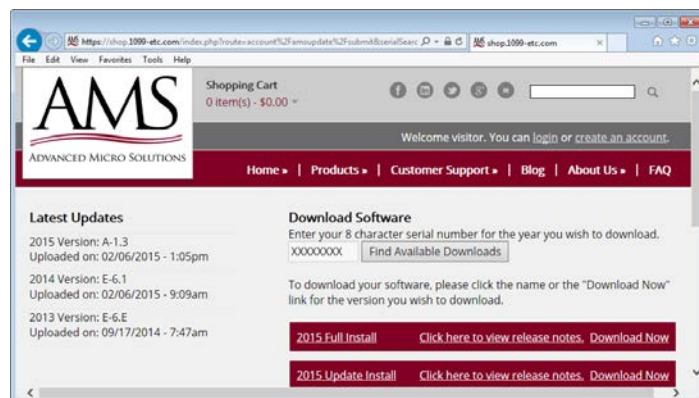 https://shop.1099-etc.com/index.php?route=account%2Famsupdate%2Fsubmit&serialSearc
shop.1099-etc.com
File Edit View Favorites Tools Help
AMS
ADVANCED MICRO SOLUTIONS
Shopping Cart
0 item(s) - $0.00
Welcome visitor. You can login or create an account.
Home » | Products » | Customer Support » | Blog | About Us » | FAQ
Latest Updates
2015 Version: A-1.3
Uploaded on: 02/06/2015 - 1:05pm
2014 Version: E-6.1
Uploaded on: 02/06/2015 - 9:09am
2013 Version: E-6.E
Uploaded on: 09/17/2014 - 7:47am
Download Software
Enter your 8 character serial number for the year you wish to download.
XXXXXXXX Find Available Downloads
To download your software, please click the name or the "Download Now"
link for the version you wish to download.
2015 Full Install Click here to view release notes. Download Now
2015 Update Install Click here to view release notes. Download Now